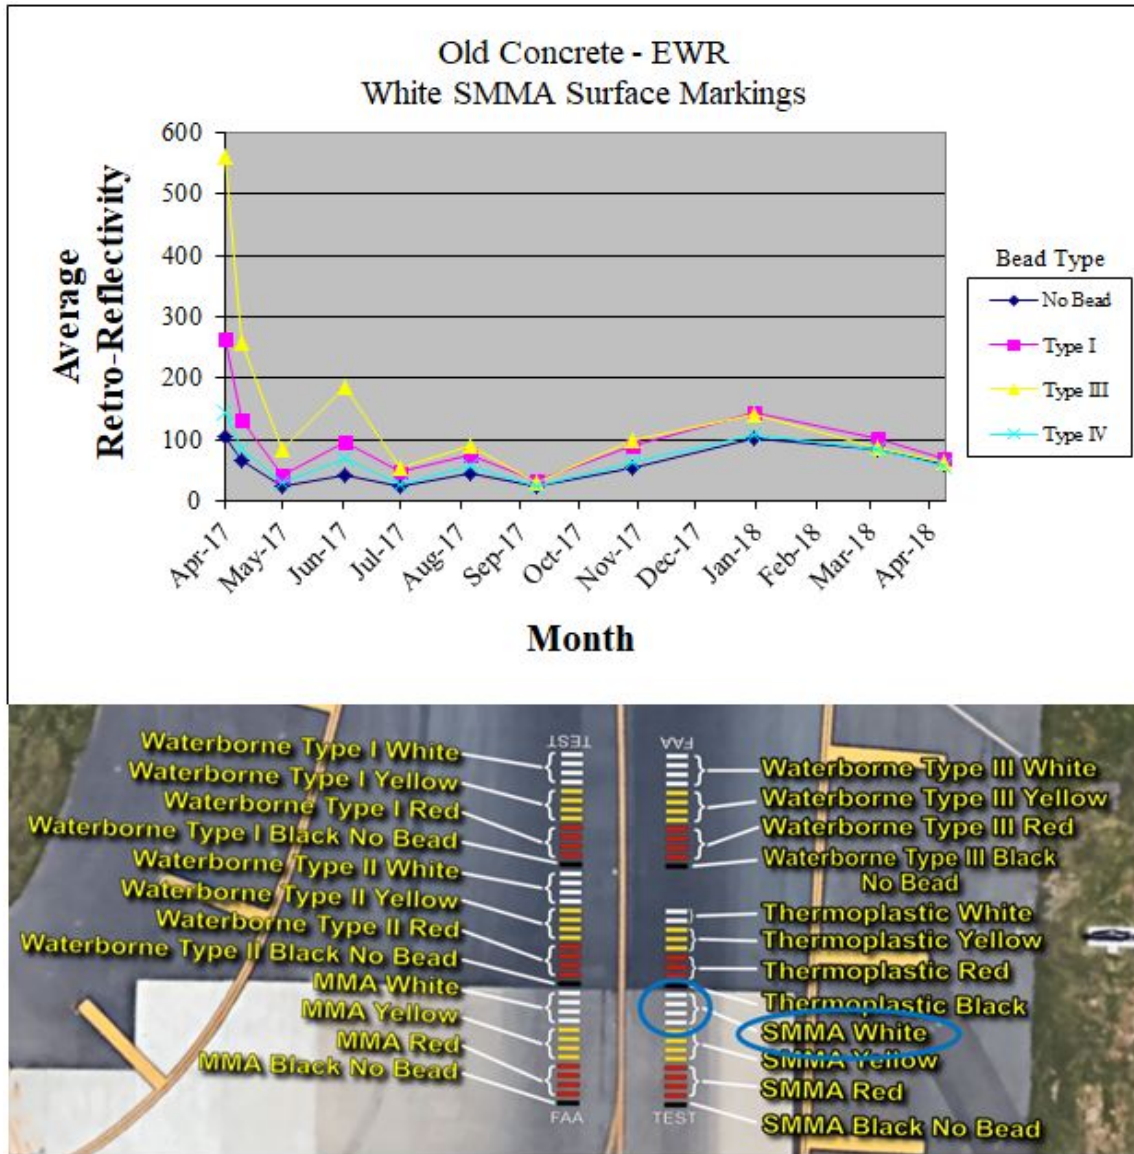 Old Concrete - EWR
White SMMA Surface Markings
600
500
400
300
200
100
0
Average
Retro-Reflectivity
Apr-17
May-17
Jun-17
Jul-17
Aug-17
Sep-17
Oct-17
Nov-17
Dec-17
Jan-18
Feb-18
Mar-18
Apr-18
Month
Bead Type
No Bead
Type I
Type III
Type IV
TEST
FAA
Waterborne Type I White
Waterborne Type I Yellow
Waterborne Type I Red
Waterborne Type I Black No Bead
Waterborne Type II White
Waterborne Type II Yellow
Waterborne Type II Red
Waterborne Type II Black No Bead
MMA White
MMA Yellow
MMA Red
MMA Black No Bead
Waterborne Type III White
Waterborne Type III Yellow
Waterborne Type III Red
Waterborne Type III Black
No Bead
Thermoplastic White
Thermoplastic Yellow
Thermoplastic Red
Thermoplastic Black
SMMA White
SMMA Yellow
SMMA Red
SMMA Black No Bead
FAA
TEST